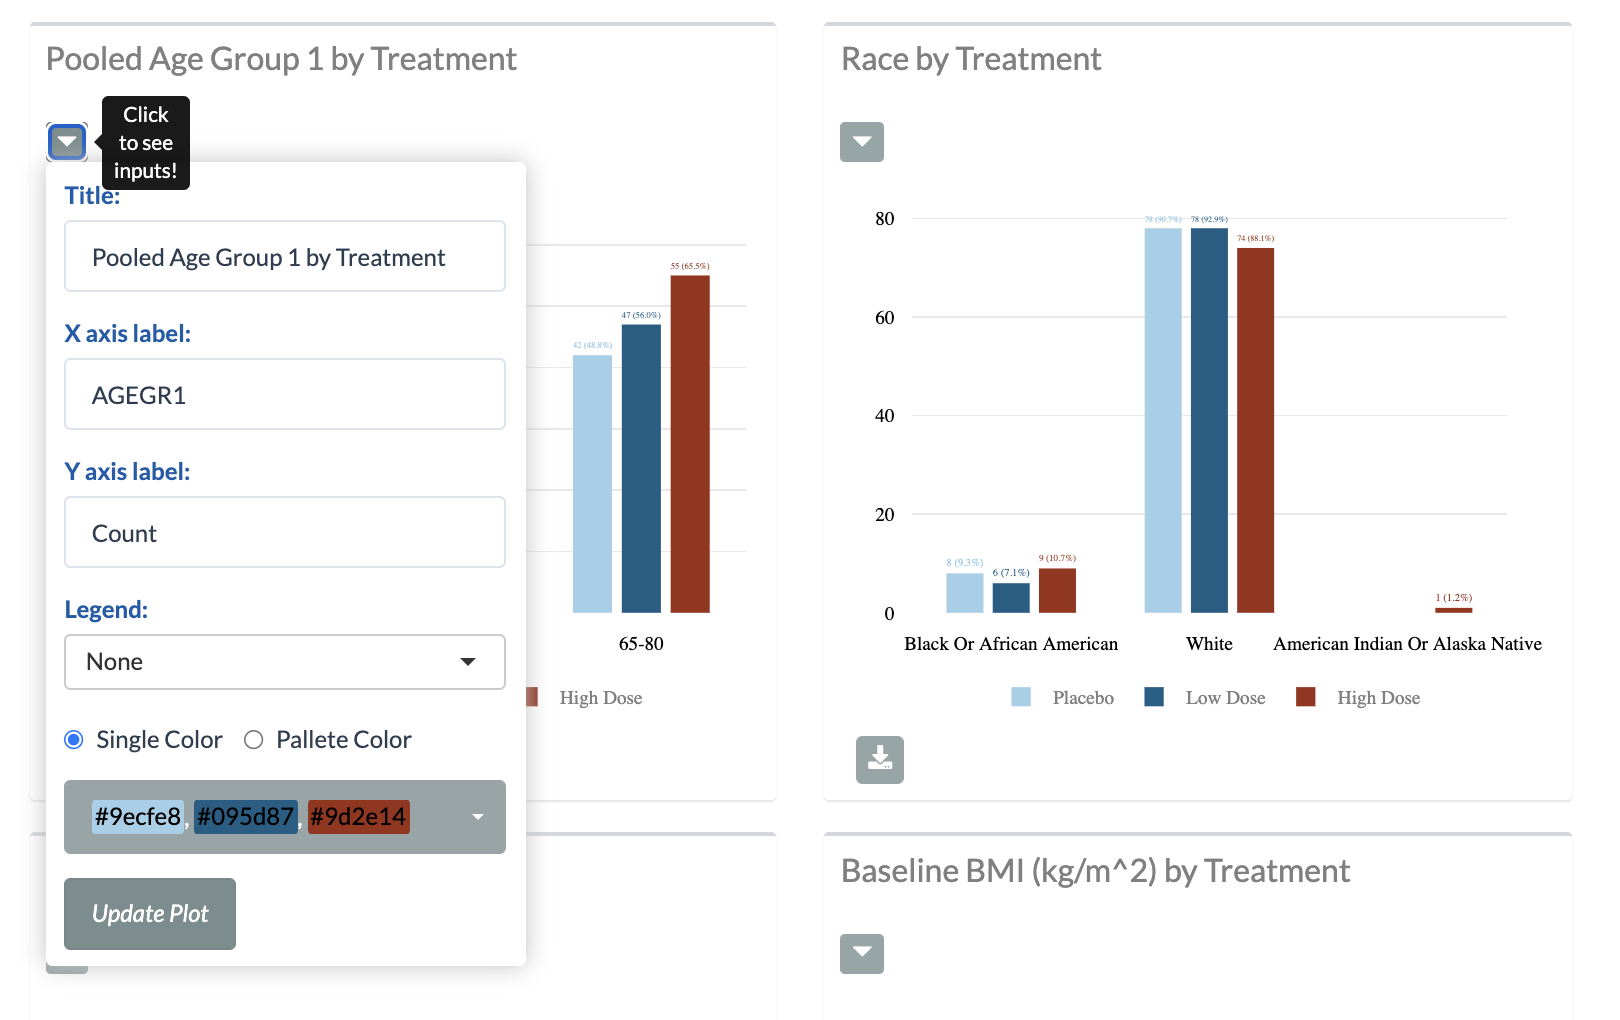 Pooled Age Group 1 by Treatment
Click
to see
inputs!
Title:
Pooled Age Group 1 by Treatment
X axis label:
AGEGR1
Y axis label:
Count
Legend:
None
Single Color
Pallete Color
#9ecfe8, #095d87, #9d2e14
Update Plot
42 (48.8%)
47 (56.0%)
55 (65.5%)
65-80
High Dose
Race by Treatment
80
60
40
20
0
8 (9.3%)
6 (7.1%)
9 (10.7%)
78 (90.7%)
78 (92.9%)
74 (88.1%)
1 (1.2%)
Black Or African American
White
American Indian Or Alaska Native
Placebo
Low Dose
High Dose
Baseline BMI (kg/m^2) by Treatment